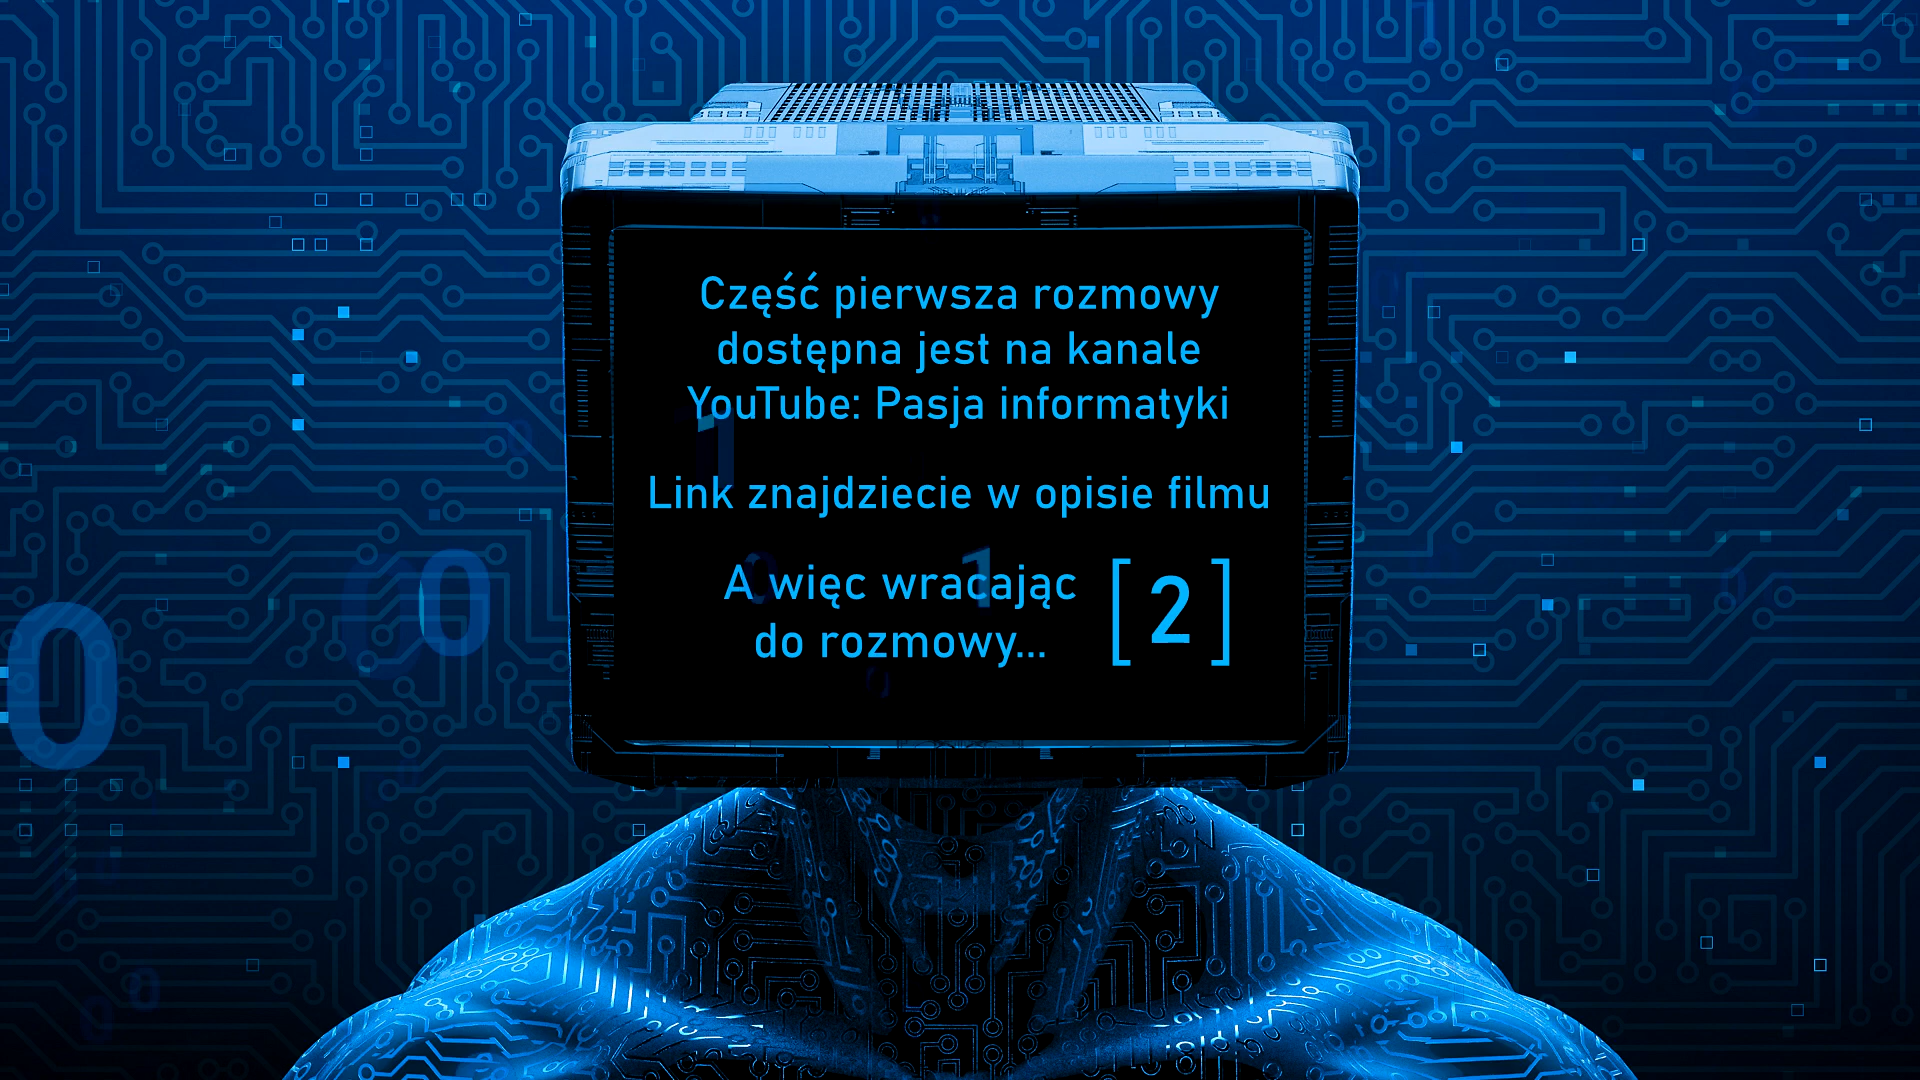 Część pierwsza rozmowy
dostępna jest na kanale
YouTube: Pasja informatyki
Link znajdziecie w opisie filmu
A więc wracając
do rozmowy...
[2]